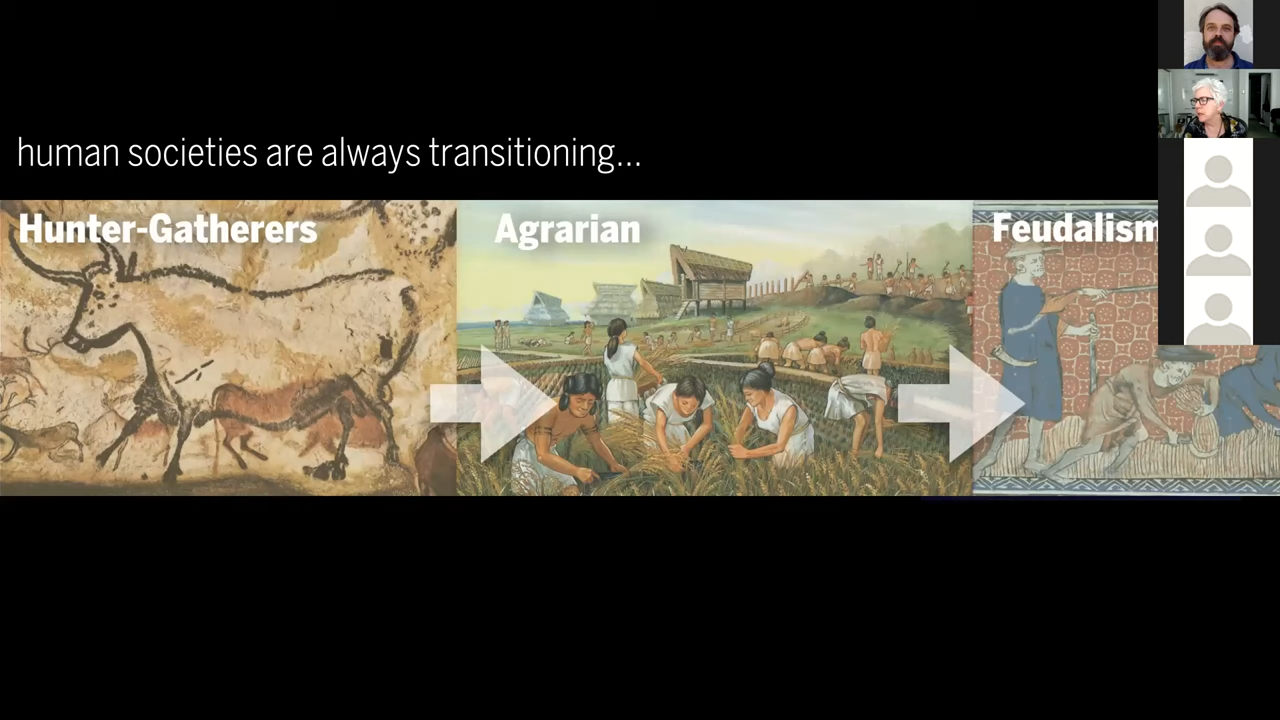 human societies are always transitioning...
Hunter-Gatherers
Agrarian
Feudalism